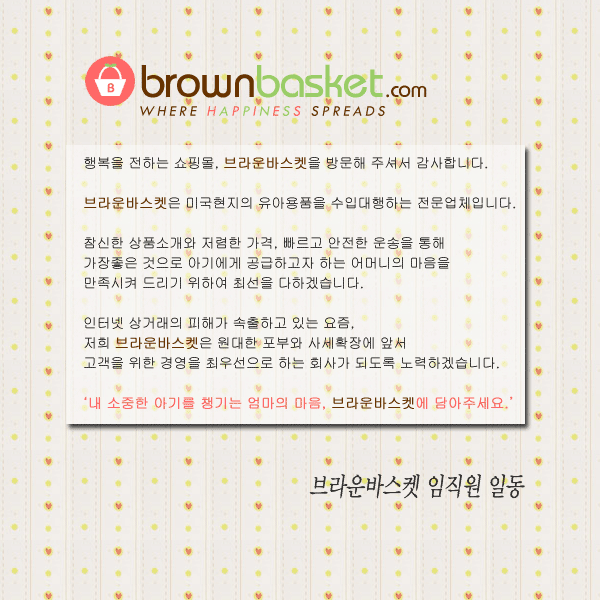 B
brownbasket.com
WHERE HAPPINESS SPREADS
행복을 전하는 쇼핑몰, 브라운바스켓을 방문해 주셔서 감사합니다.
브라운바스켓은 미국현지의 유아용품을 수입대행하는 전문업체입니다.
참신한 상품소개와 저렴한 가격, 빠르고 안전한 운송을 통해
가장좋은 것으로 아기에게 공급하고자 하는 어머니의 마음을
만족시켜 드리기 위하여 최선을 다하겠습니다.
인터넷 상거래의 피해가 속출하고 있는 요즘,
저희 브라운바스켓은 원대한 포부와 사세확장에 앞서
고객을 위한 경영을 최우선으로 하는 회사가 되도록 노력하겠습니다.
'내 소중한 아기를 챙기는 엄마의 마음, 브라운바스켓에 담아주세요.'
브라운바스켓 임직원 일동